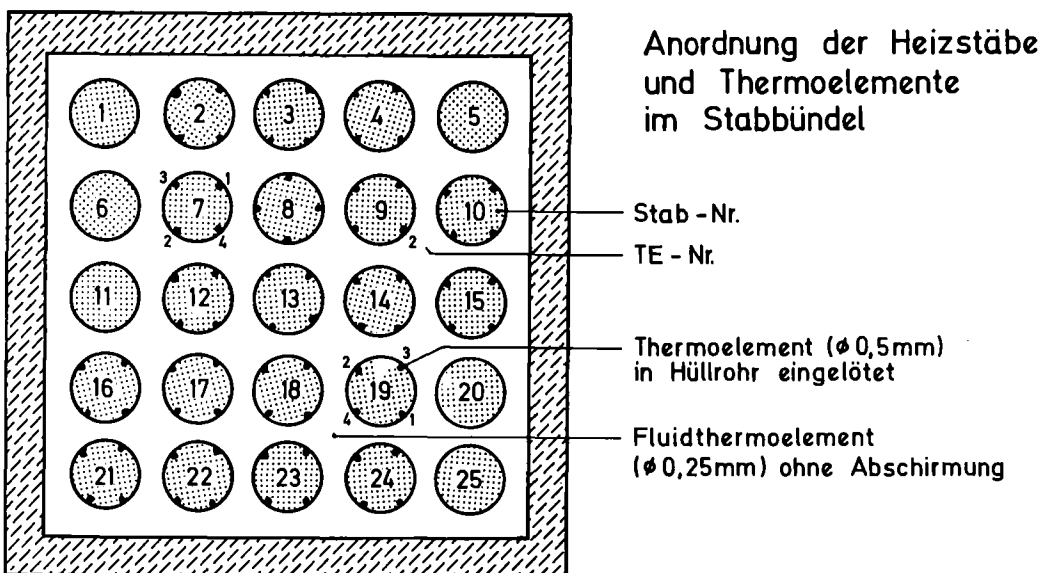 Anordnung der Heizstäbe
und Thermoelemente
im Stabbündel
1 2 3 4 5
3 1
6 7 8 9 10
2 4 2
Stab-Nr.
TE-Nr.
11 12 13 14 15
Thermoelement (ø 0,5mm)
in Hüllrohr eingelötet
2 3
16 17 18 19 20
4 1
Fluidthermoelement
(ø 0,25mm) ohne Abschirmung
21 22 23 24 25